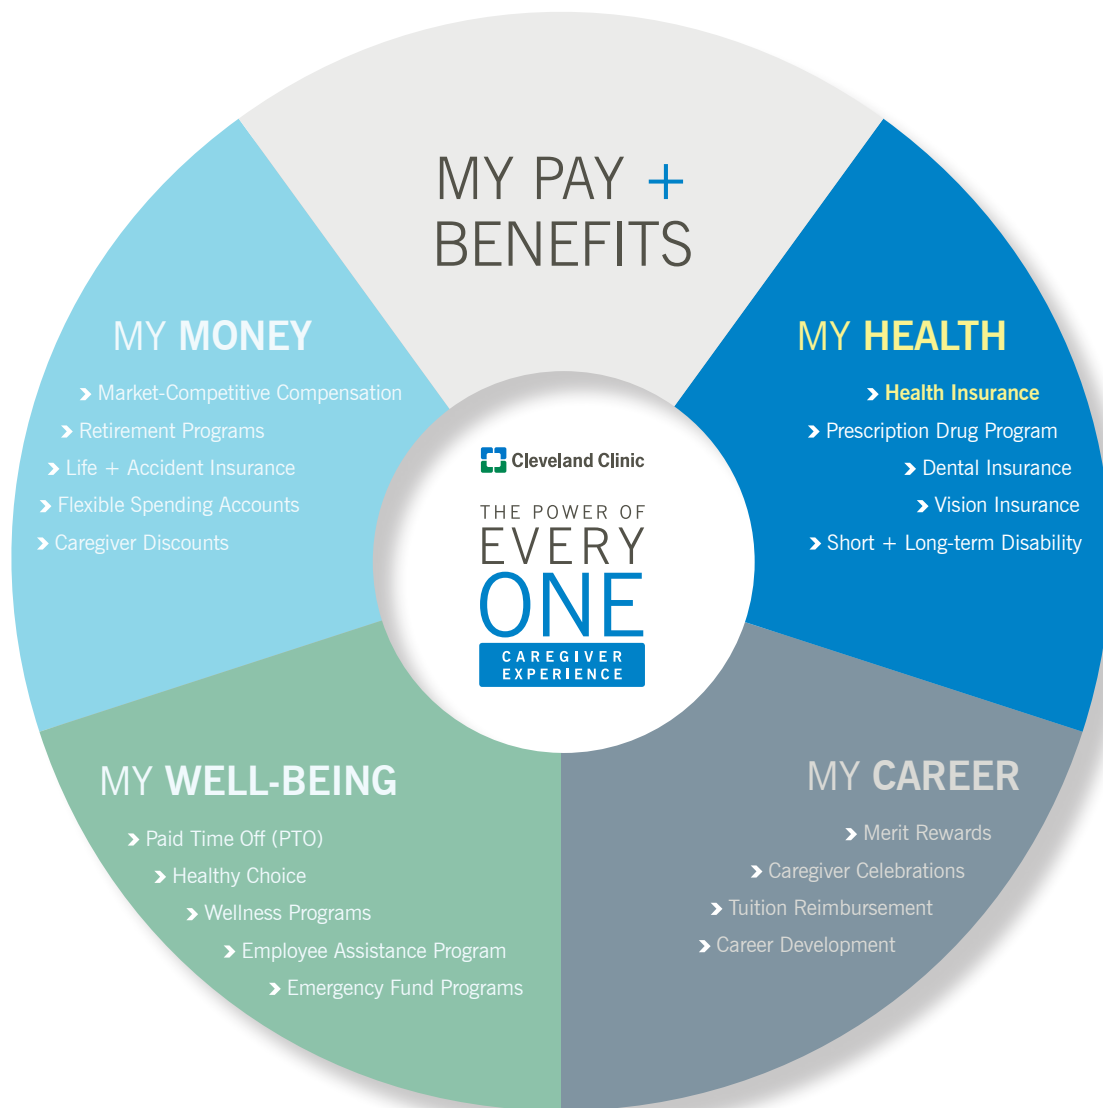 MY PAY +
BENEFITS
MY MONEY
› Market-Competitive Compensation
› Retirement Programs
› Life + Accident Insurance
› Flexible Spending Accounts
› Caregiver Discounts
MY HEALTH
› Health Insurance
› Prescription Drug Program
› Dental Insurance
› Vision Insurance
› Short + Long-term Disability
Cleveland Clinic
THE POWER OF
EVERY
ONE
CAREGIVER
EXPERIENCE
MY WELL-BEING
› Paid Time Off (PTO)
› Healthy Choice
› Wellness Programs
› Employee Assistance Program
› Emergency Fund Programs
MY CAREER
› Merit Rewards
› Caregiver Celebrations
› Tuition Reimbursement
› Career Development